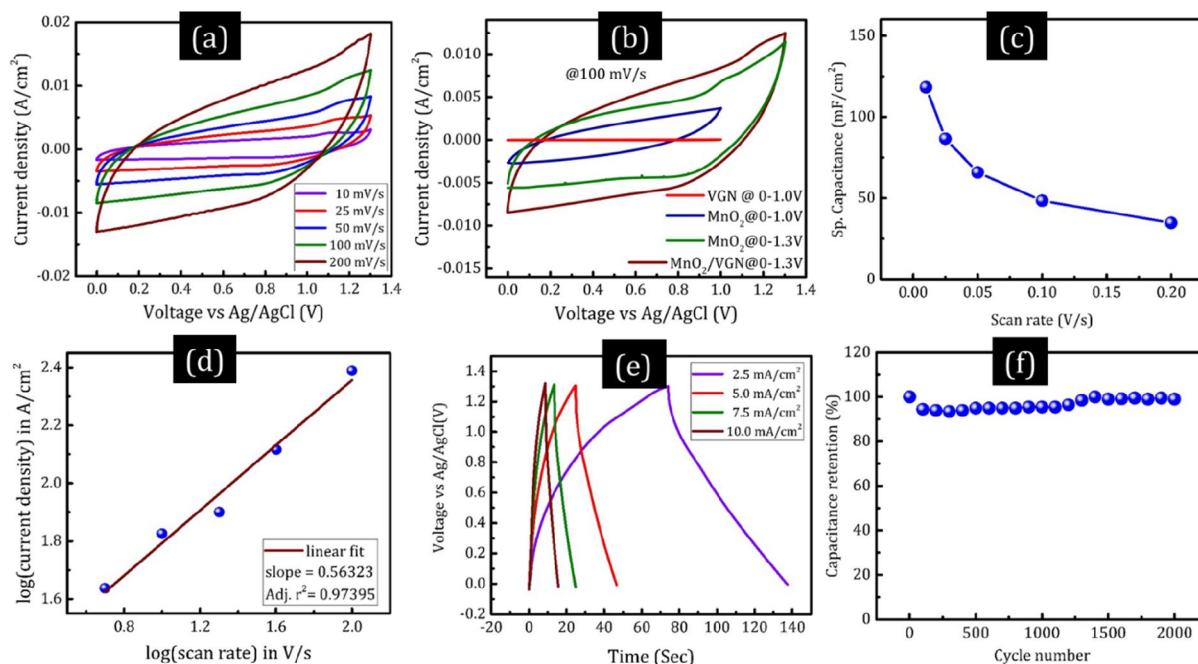 (a)
Current density (A/cm²)
0.02
0.01
0.00
-0.01
-0.02
10 mV/s
25 mV/s
50 mV/s
100 mV/s
200 mV/s
0.0 0.2 0.4 0.6 0.8 1.0 1.2 1.4
Voltage vs Ag/AgCl (V)
(b)
Current density (A/cm²)
0.010
0.005
0.000
-0.005
-0.010
-0.015
@100 mV/s
VGN @ 0-1.0V
MnO₂@0-1.0V
MnO₂@0-1.3V
MnO₂/VGN@0-1.3V
0.0 0.2 0.4 0.6 0.8 1.0 1.2 1.4
Voltage vs Ag/AgCl (V)
(c)
Sp. Capacitance (mF/cm²)
150
100
50
0
0.00 0.05 0.10 0.15 0.20
Scan rate (V/s)
(d)
log(current density) in A/cm²
2.4
2.2
2.0
1.8
1.6
linear fit
slope = 0.56323
Adj. r²= 0.97395
0.8 1.2 1.6 2.0
log(scan rate) in V/s
(e)
Voltage vs Ag/AgCl(V)
1.4
1.2
1.0
0.8
0.6
0.4
0.2
0.0
-0.2
2.5 mA/cm²
5.0 mA/cm²
7.5 mA/cm²
10.0 mA/cm²
-20 0 20 40 60 80 100 120 140
Time (Sec)
(f)
Capacitance retention (%)
120
100
80
60
40
20
0
0 500 1000 1500 2000
Cycle number